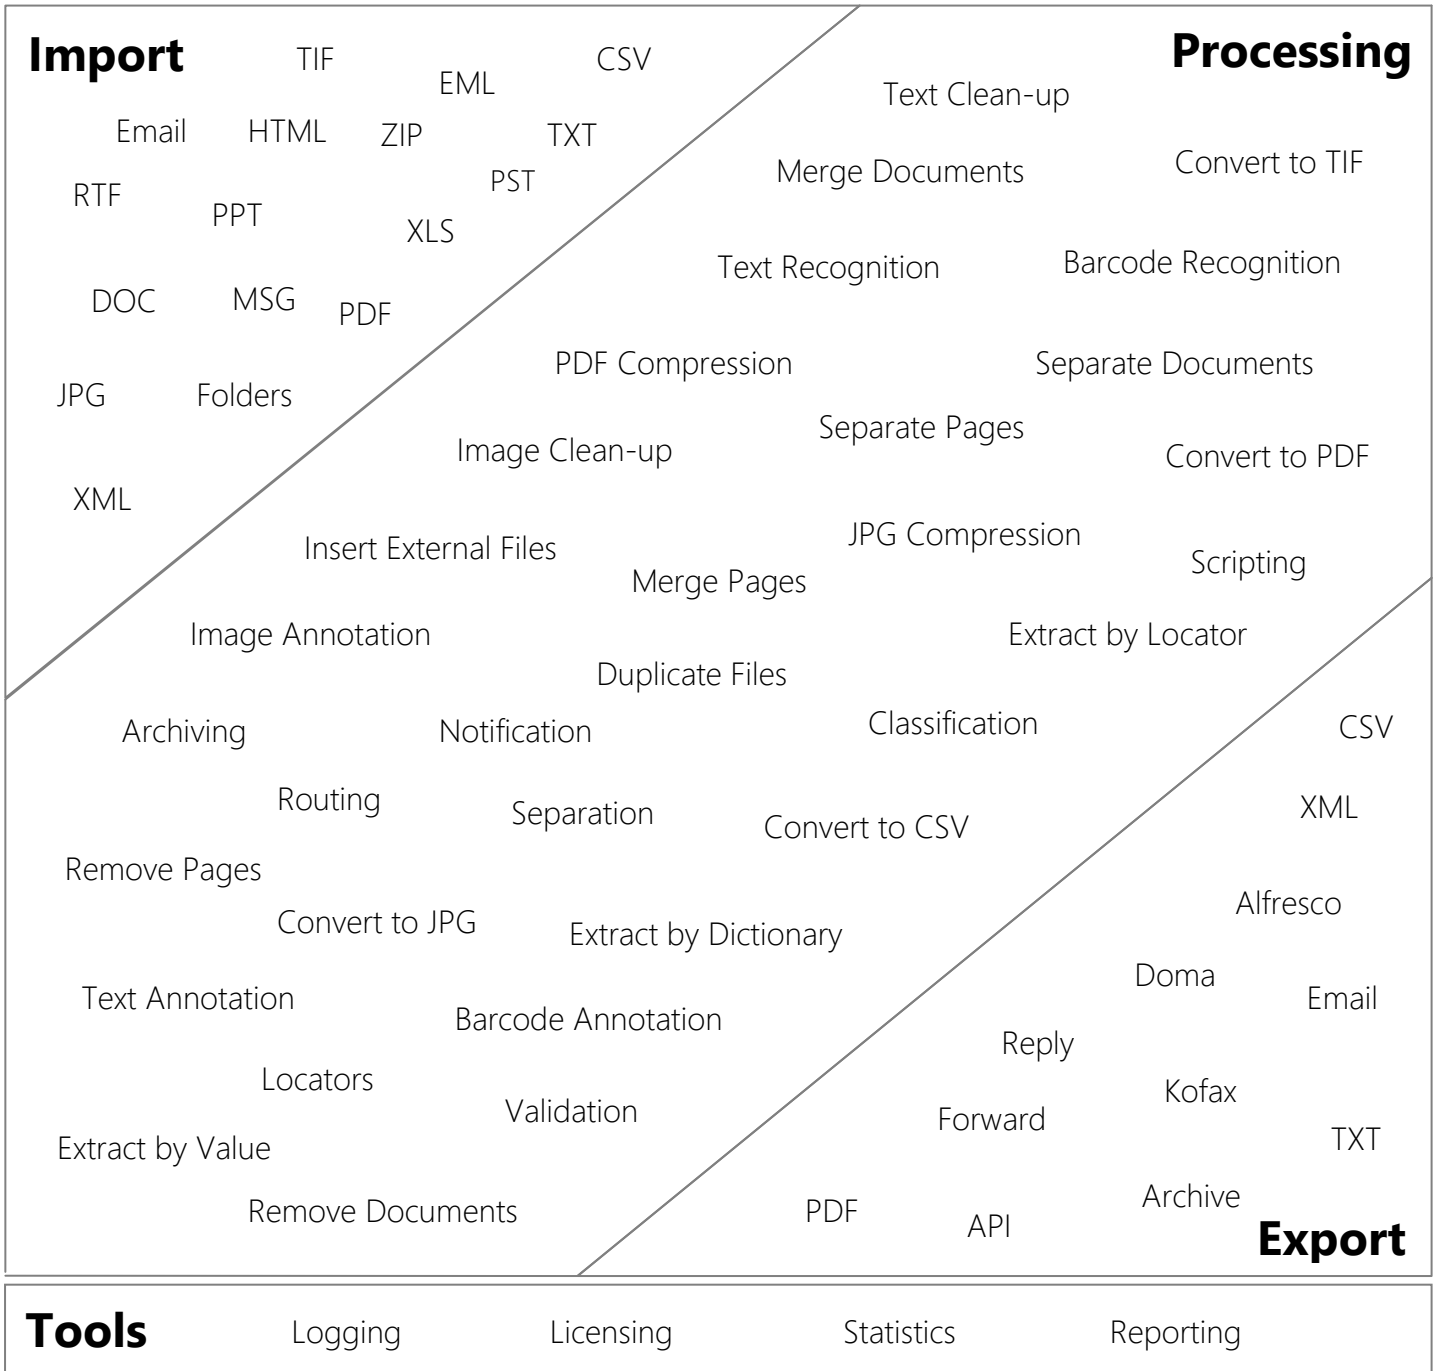 Import
TIF
EML
CSV
Email
HTML
ZIP
TXT
RTF
PPT
PST
XLS
DOC
MSG
PDF
JPG
Folders
XML
Processing
Text Clean-up
Merge Documents
Convert to TIF
Text Recognition
Barcode Recognition
PDF Compression
Separate Documents
Separate Pages
Image Clean-up
Convert to PDF
JPG Compression
Insert External Files
Scripting
Merge Pages
Image Annotation
Extract by Locator
Duplicate Files
Archiving
Notification
Classification
Routing
Separation
Convert to CSV
Remove Pages
Convert to JPG
Extract by Dictionary
Text Annotation
Barcode Annotation
Locators
Validation
Extract by Value
Remove Documents
CSV
XML
Alfresco
Doma
Email
Reply
Kofax
Forward
TXT
Archive
PDF
API
Export
Tools
Logging
Licensing
Statistics
Reporting